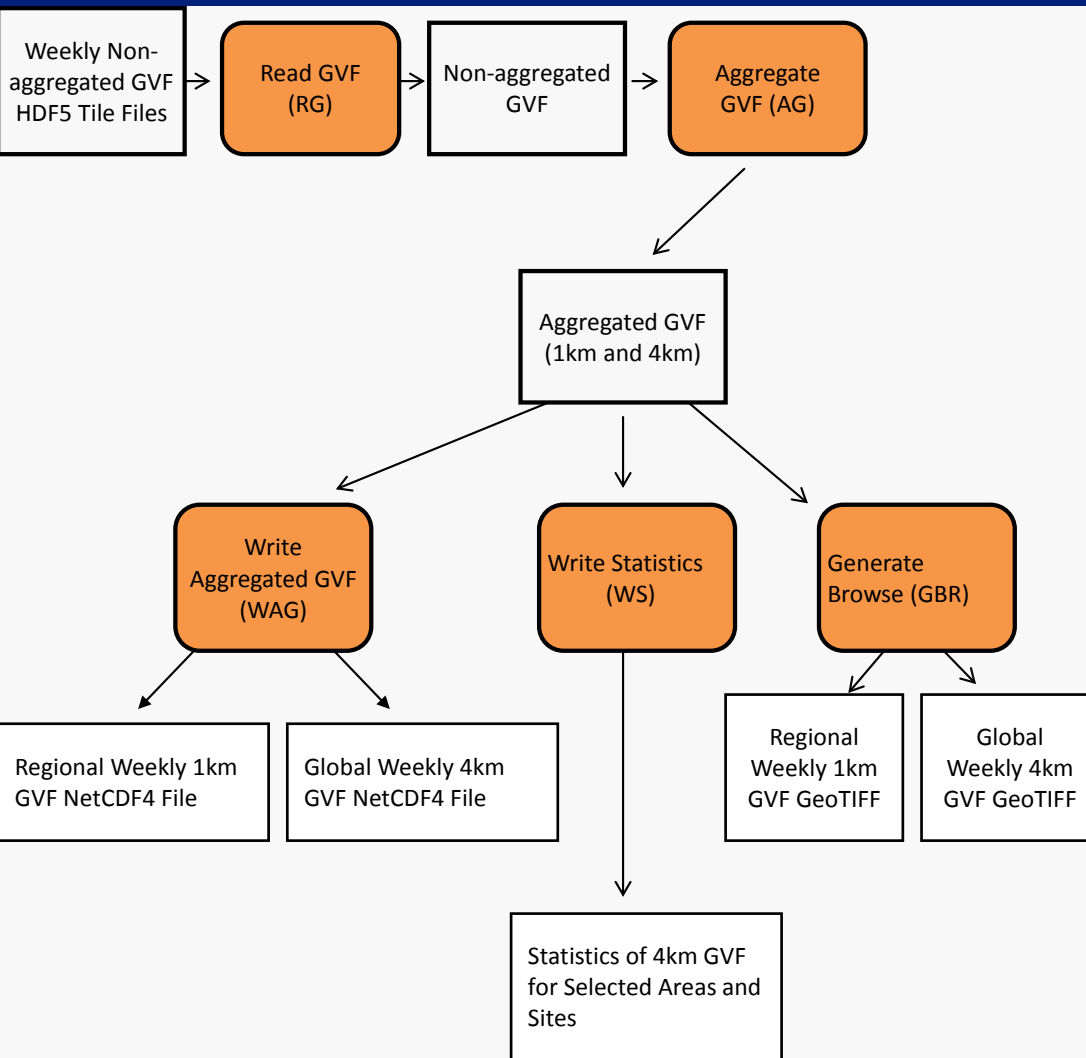 Weekly Non-
aggregated GVF
HDF5 Tile Files
Read GVF
(RG)
Non-aggregated
GVF
Aggregate
GVF (AG)
Aggregated GVF
(1km and 4km)
Write
Aggregated GVF
(WAG)
Write Statistics
(WS)
Generate
Browse (GBR)
Regional Weekly 1km
GVF NetCDF4 File
Global Weekly 4km
GVF NetCDF4 File
Regional
Weekly 1km
GVF GeoTIFF
Global
Weekly 4km
GVF GeoTIFF
Statistics of 4km GVF
for Selected Areas and
Sites